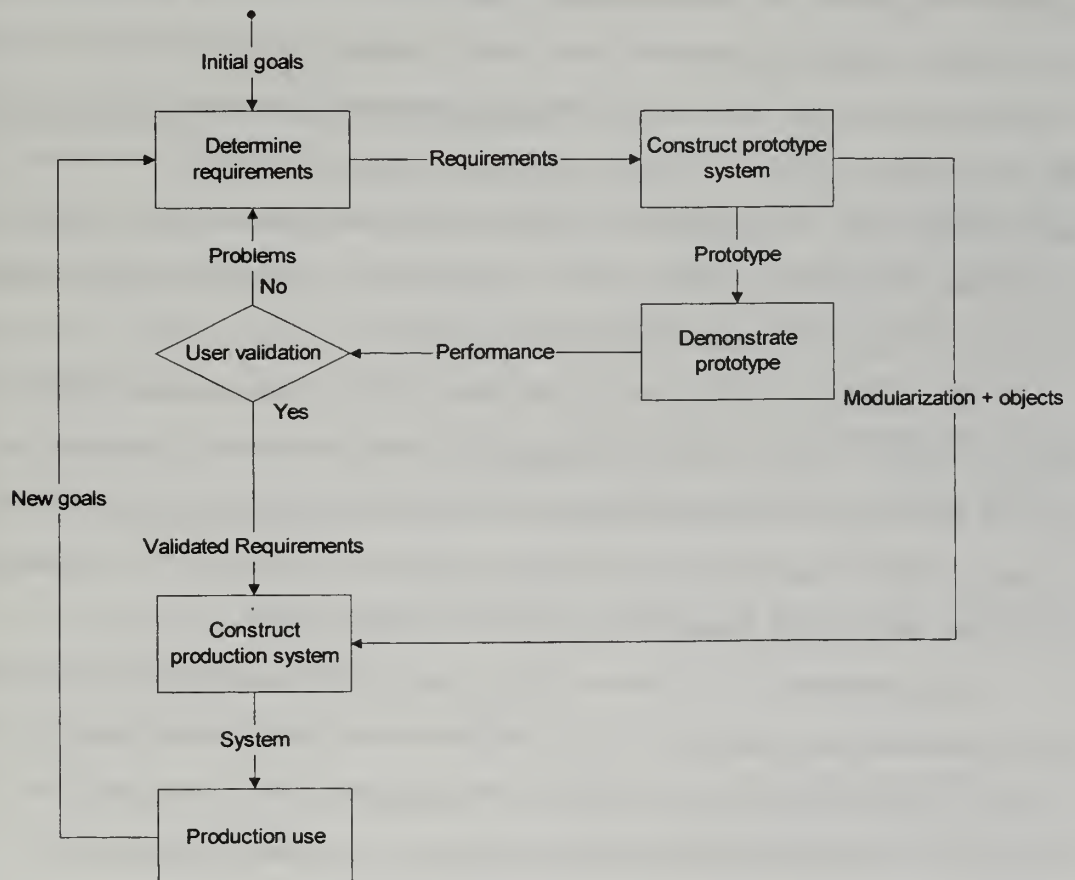 Initial goals
Determine
requirements
Requirements
Construct prototype
system
Problems
No
Prototype
User validation
Performance
Demonstrate
prototype
Yes
Modularization + objects
New goals
Validated Requirements
Construct
production system
System
Production use